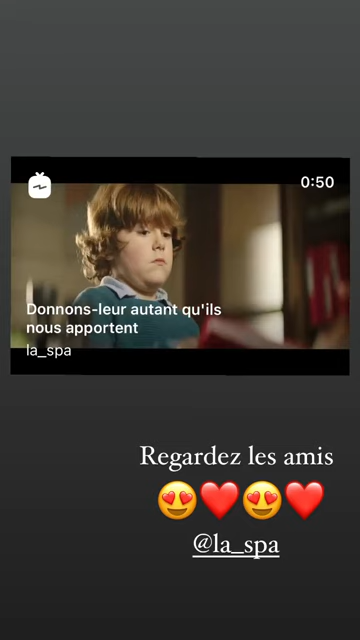 0:50
Donnons-leur autant qu'ils
nous apportent
la_spa
Regardez les amis
😍❤️😍❤️
@la_spa